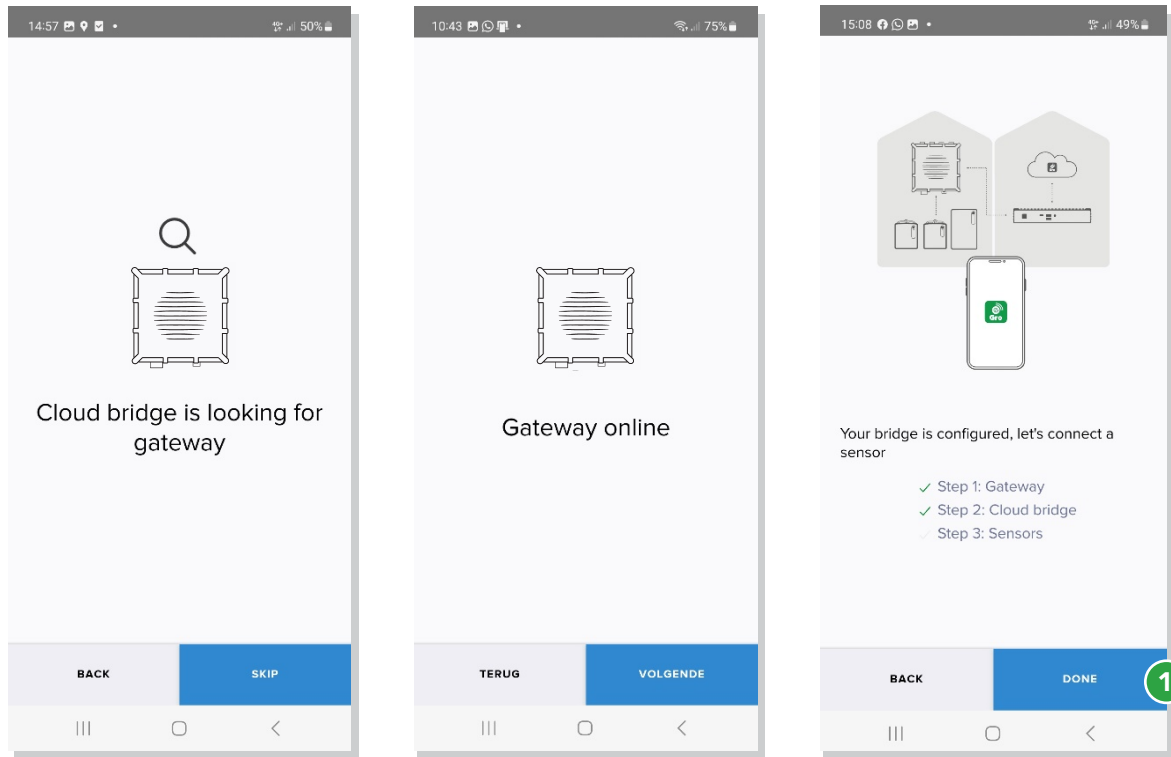 14:57
50%
Cloud bridge is looking for
gateway
BACK
SKIP
10:43
75%
Gateway online
TERUG
VOLGENDE
15:08
49%
Gro
Your bridge is configured, let's connect a
sensor
Step 1: Gateway
Step 2: Cloud bridge
Step 3: Sensors
BACK
DONE
1